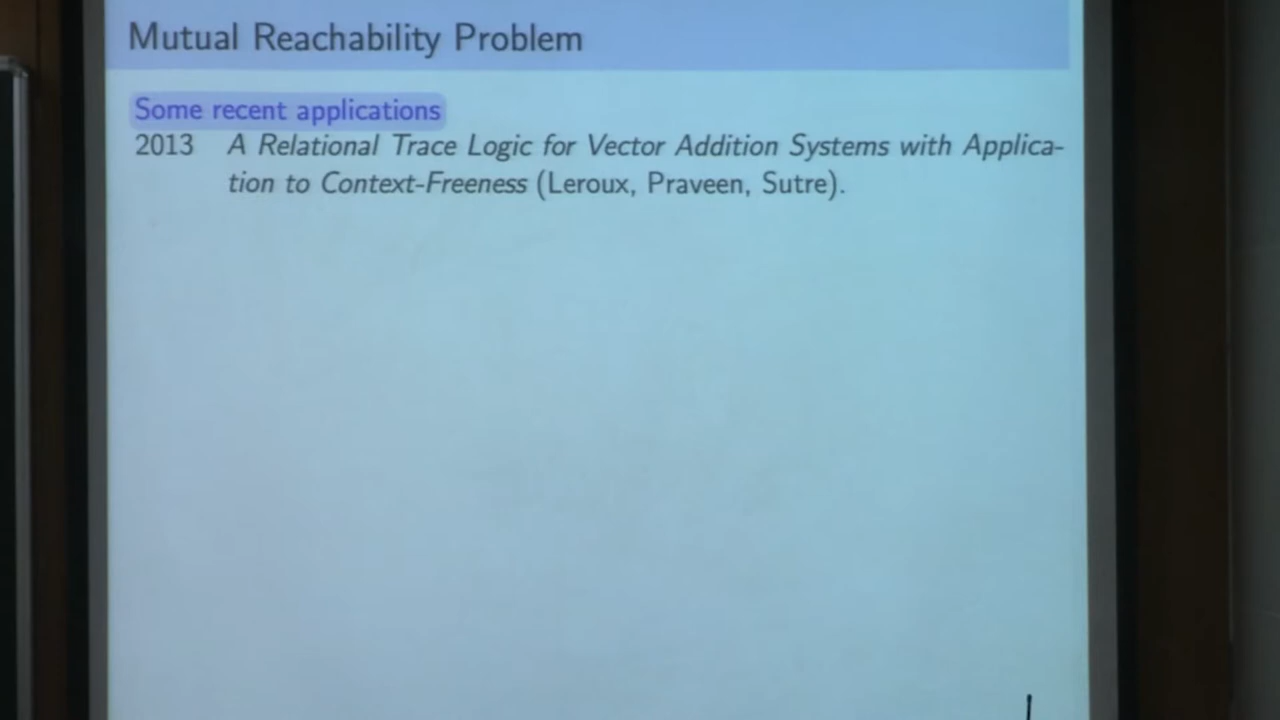 Mutual Reachability Problem
Some recent applications
2013 A Relational Trace Logic for Vector Addition Systems with Applica-
tion to Context-Freeness (Leroux, Praveen, Sutre).